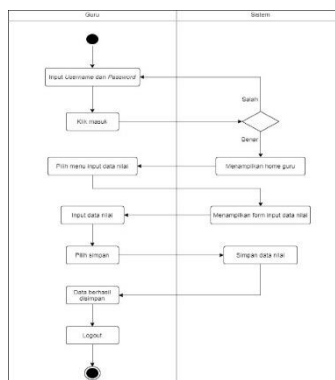 Guru
Sistem
Input Username dan Password
Salah
Klik masuk
Benar
Pilih menu input data nilai
Menampilkan home guru
Input data nilai
Menampilkan form input data nilai
Pilih simpan
Simpan data nilai
Data berhasil
disimpan
Logout